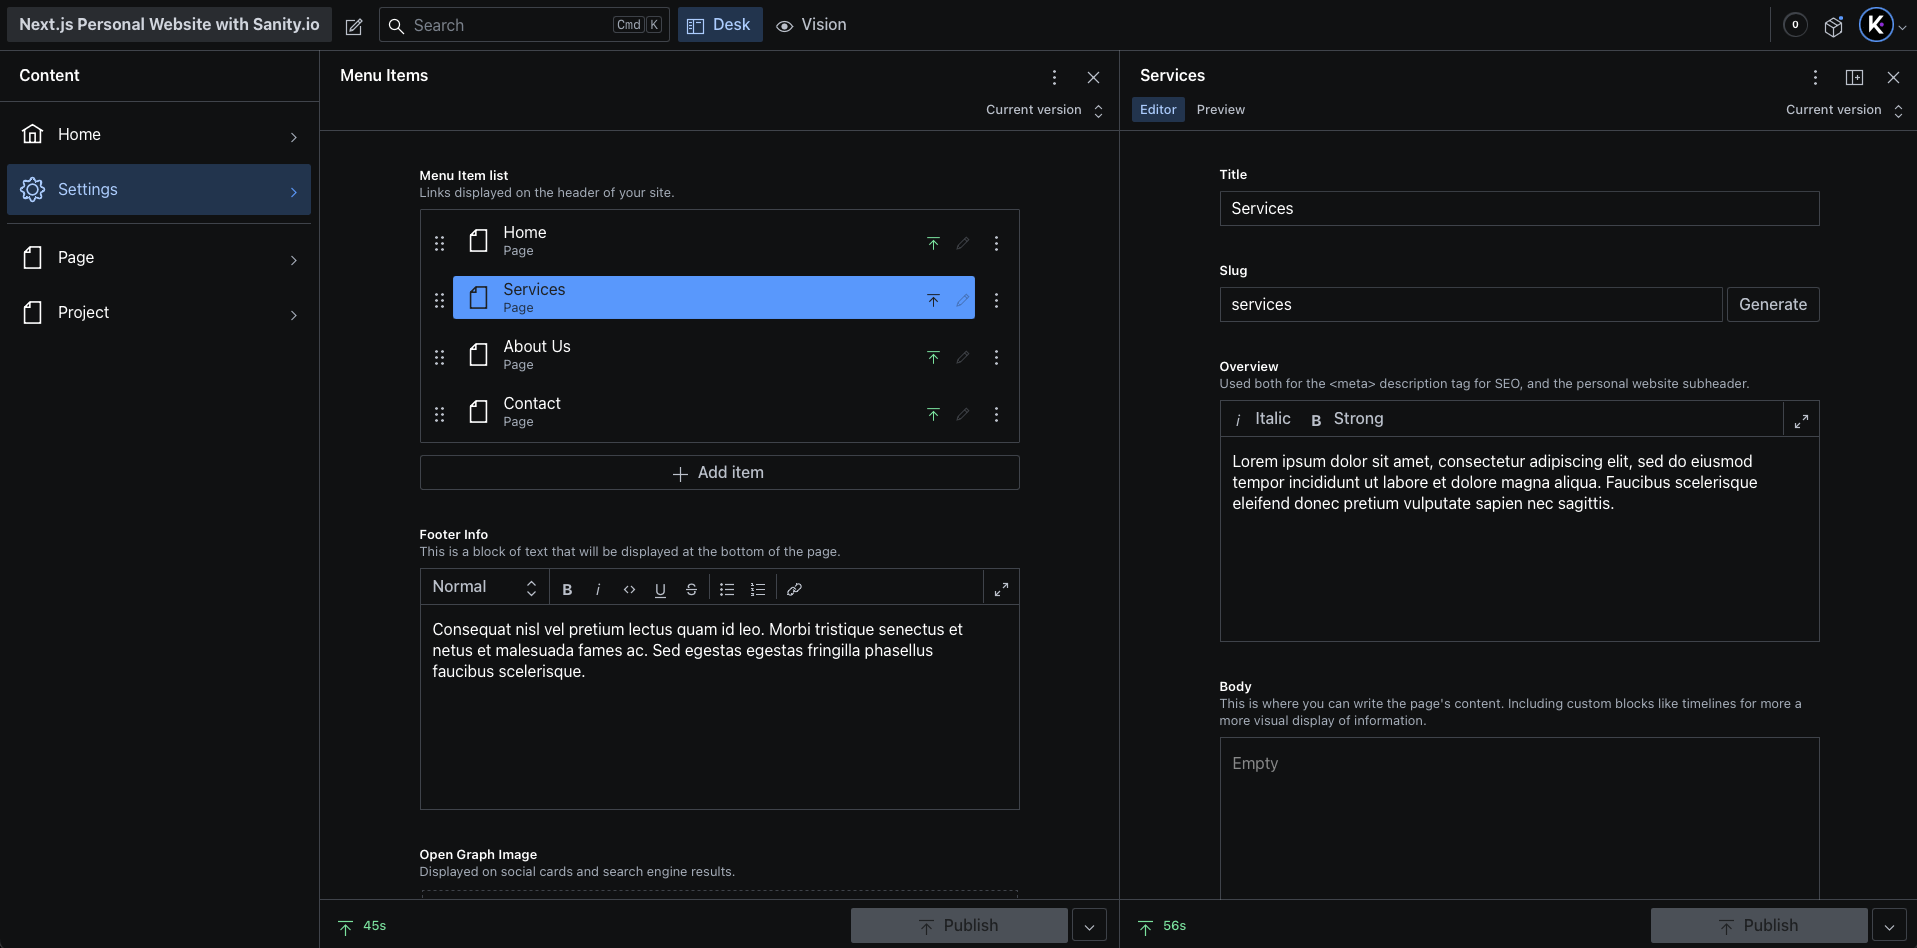 Next.js Personal Website with Sanity.io
Search
Cmd K
Desk
Vision
0
K
Content
Home
Settings
Page
Project
Menu Items
Current version
Menu Item list
Links displayed on the header of your site.
Home
Page
Services
Page
About Us
Page
Contact
Page
Add item
Footer Info
This is a block of text that will be displayed at the bottom of the page.
Normal
B i <> U S
Consequat nisl vel pretium lectus quam id leo. Morbi tristique senectus et
netus et malesuada fames ac. Sed egestas egestas fringilla phasellus
faucibus scelerisque.
Open Graph Image
Displayed on social cards and search engine results.
45s
Publish
Services
Editor
Preview
Current version
Title
Services
Slug
services
Generate
Overview
Used both for the <meta> description tag for SEO, and the personal website subheader.
i Italic B Strong
Lorem ipsum dolor sit amet, consectetur adipiscing elit, sed do eiusmod
tempor incididunt ut labore et dolore magna aliqua. Faucibus scelerisque
eleifend donec pretium vulputate sapien nec sagittis.
Body
This is where you can write the page's content. Including custom blocks like timelines for more a
more visual display of information.
Empty
56s
Publish